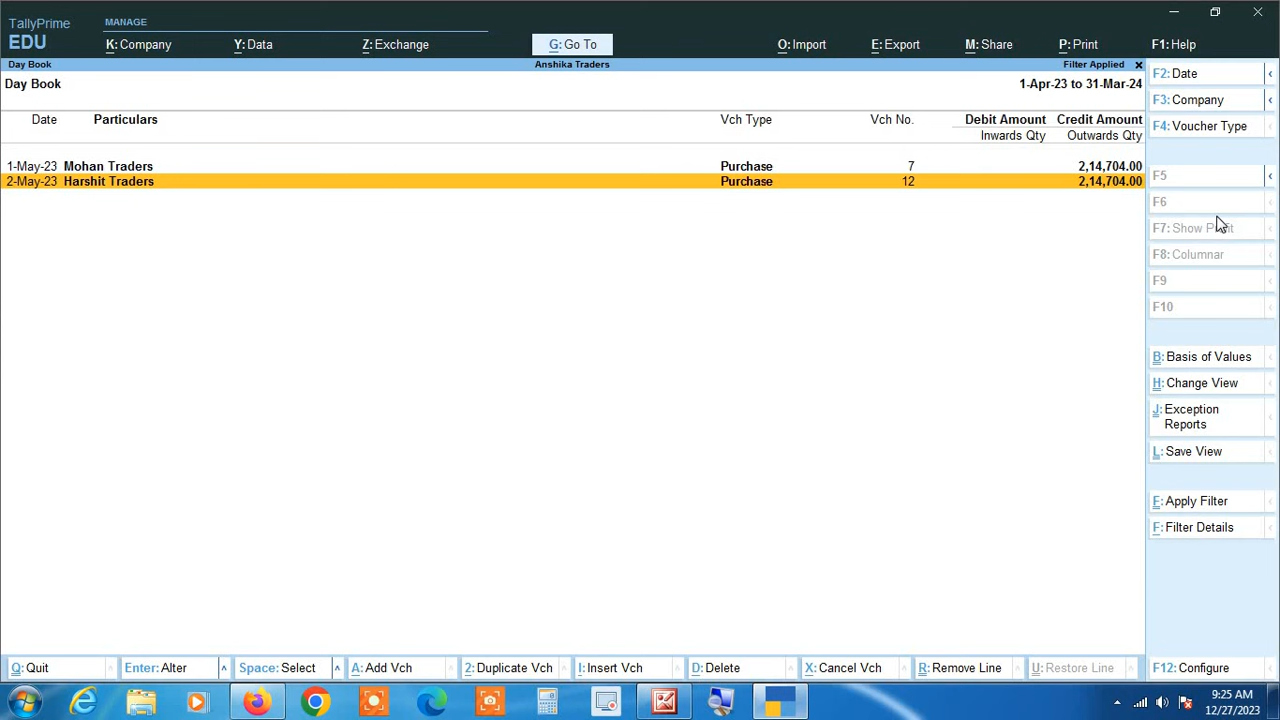 TallyPrime
MANAGE
EDU
K: Company
Y: Data
Z: Exchange
G: Go To
O: Import
E: Export
M: Share
P: Print
F1: Help
Day Book
Anshika Traders
Filter Applied
Day Book
1-Apr-23 to 31-Mar-24
Date Particulars Vch Type Vch No. Debit Amount Credit Amount
Inwards Qty Outwards Qty
1-May-23 Mohan Traders Purchase 7 2,14,704.00
2-May-23 Harshit Traders Purchase 12 2,14,704.00
F2: Date
F3: Company
F4: Voucher Type
F5
F6
F7: Show
F8: Columnar
F9
F10
B: Basis of Values
H: Change View
J: Exception
Reports
L: Save View
E: Apply Filter
F: Filter Details
Q: Quit
Enter: Alter
Space: Select
A: Add Vch
2: Duplicate Vch
I: Insert Vch
D: Delete
X: Cancel Vch
R: Remove Line
U: Restore Line
F12: Configure
9:25 AM
12/27/2023